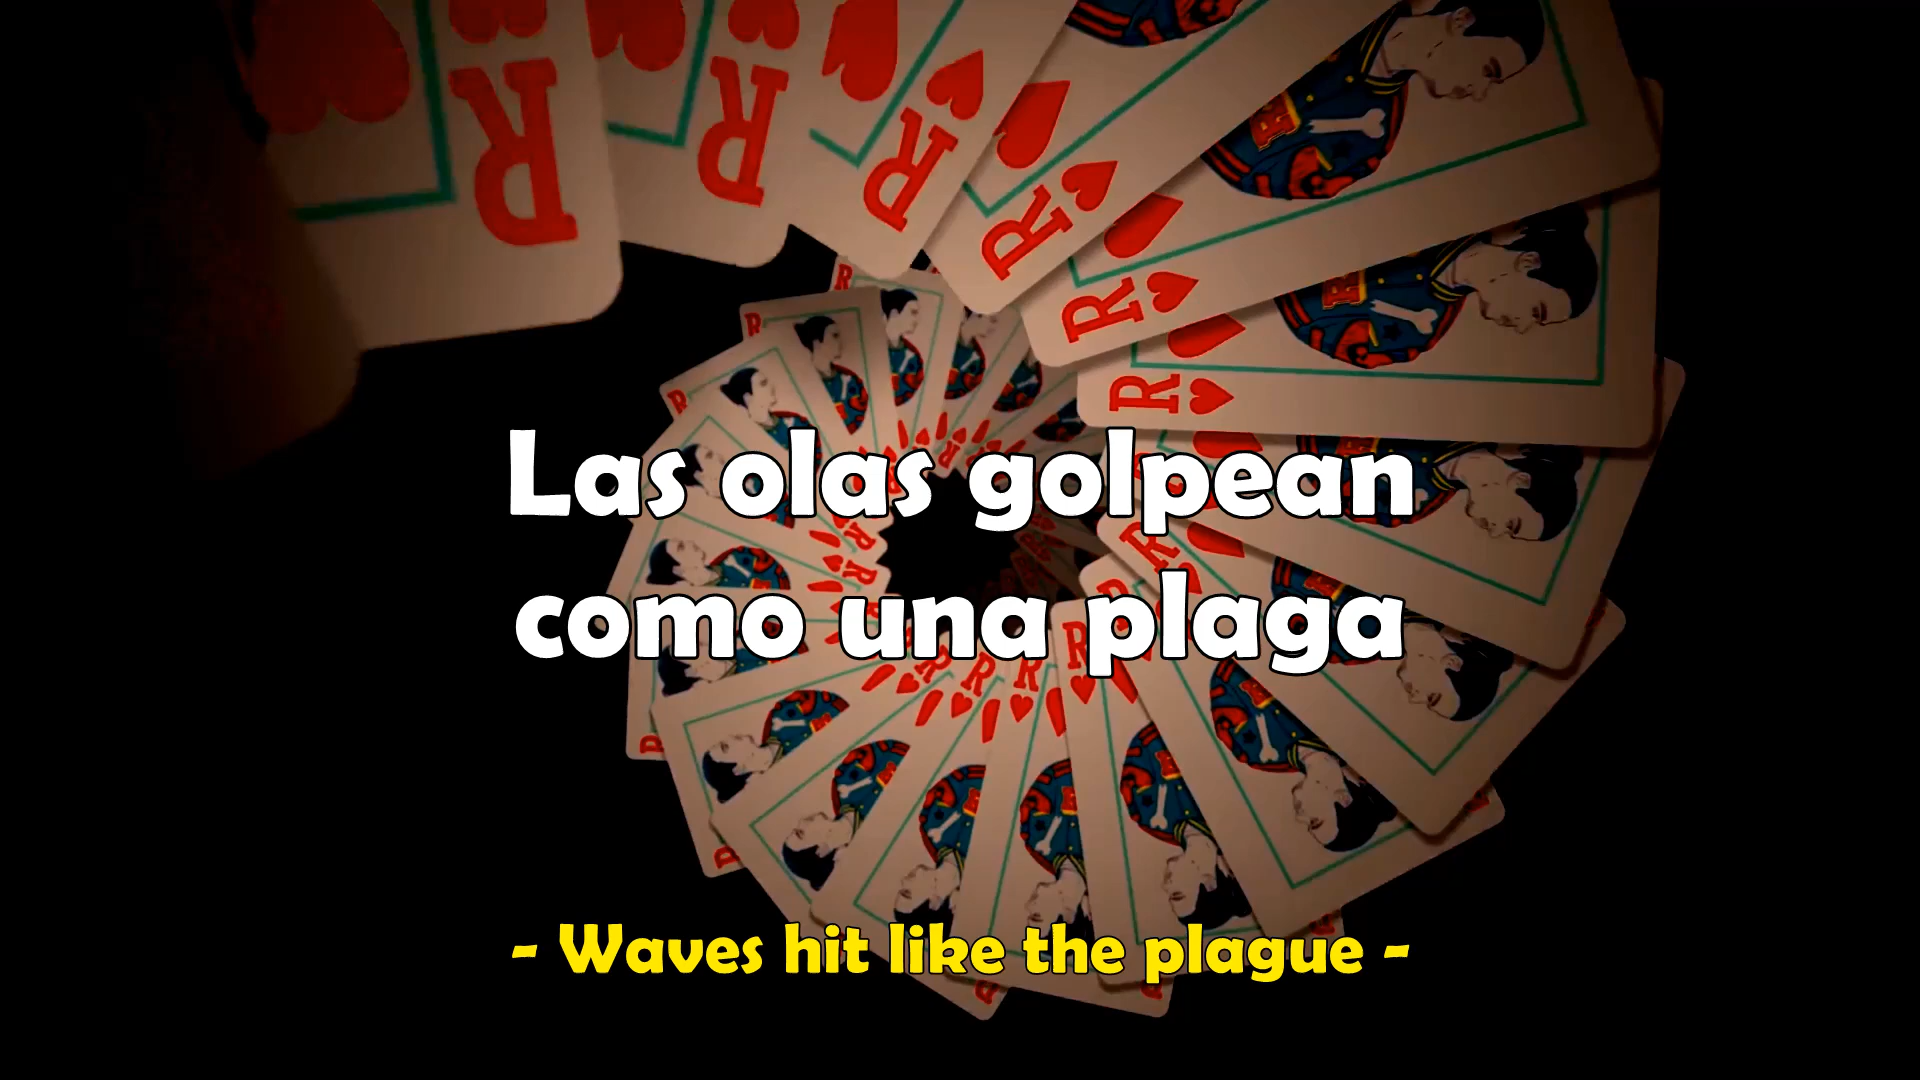 Las olas golpean
como una plaga
- Waves hit like the plague -